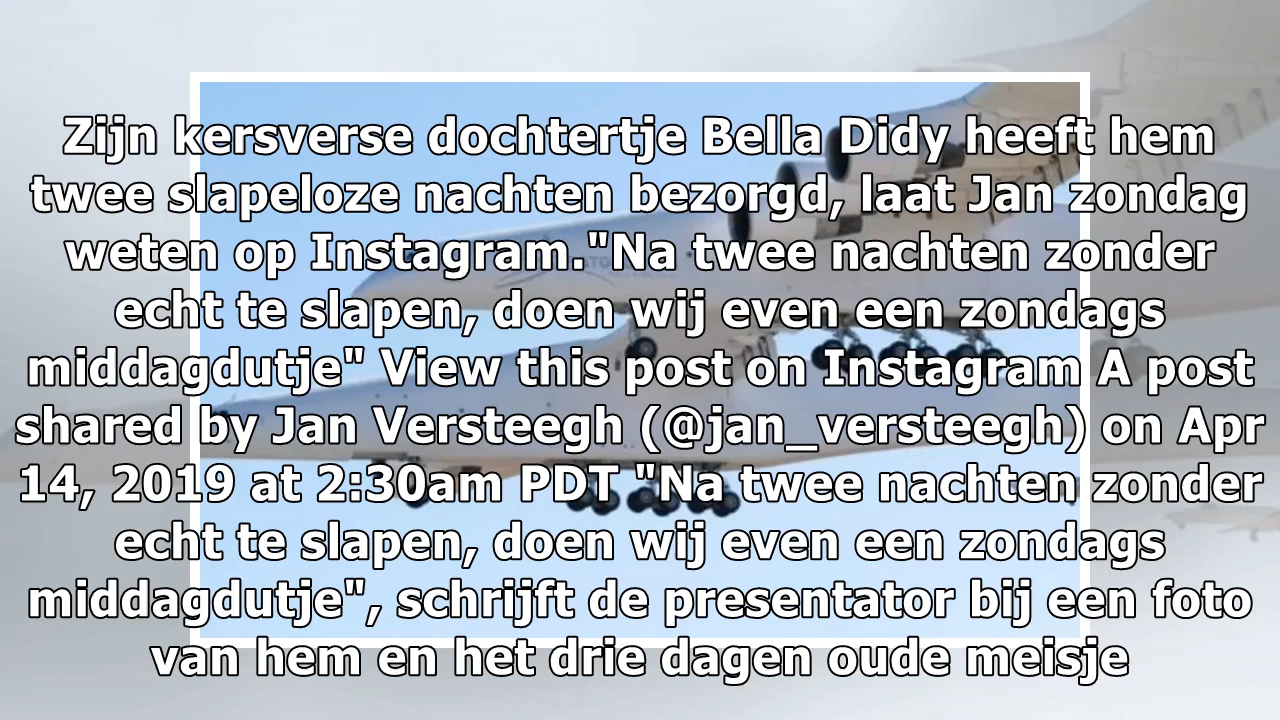 Zijn kersverse dochtertje Bella Didy heeft hem
twee slapeloze nachten bezorgd, laat Jan zondag
weten op Instagram."Na twee nachten zonder
echt te slapen, doen wij even een zondags
middagdutje" View this post on Instagram A post
shared by Jan Versteegh (@jan_versteegh) on Apr
14, 2019 at 2:30am PDT "Na twee nachten zonder
echt te slapen, doen wij even een zondags
middagdutje", schrijft de presentator bij een foto
van hem en het drie dagen oude meisje